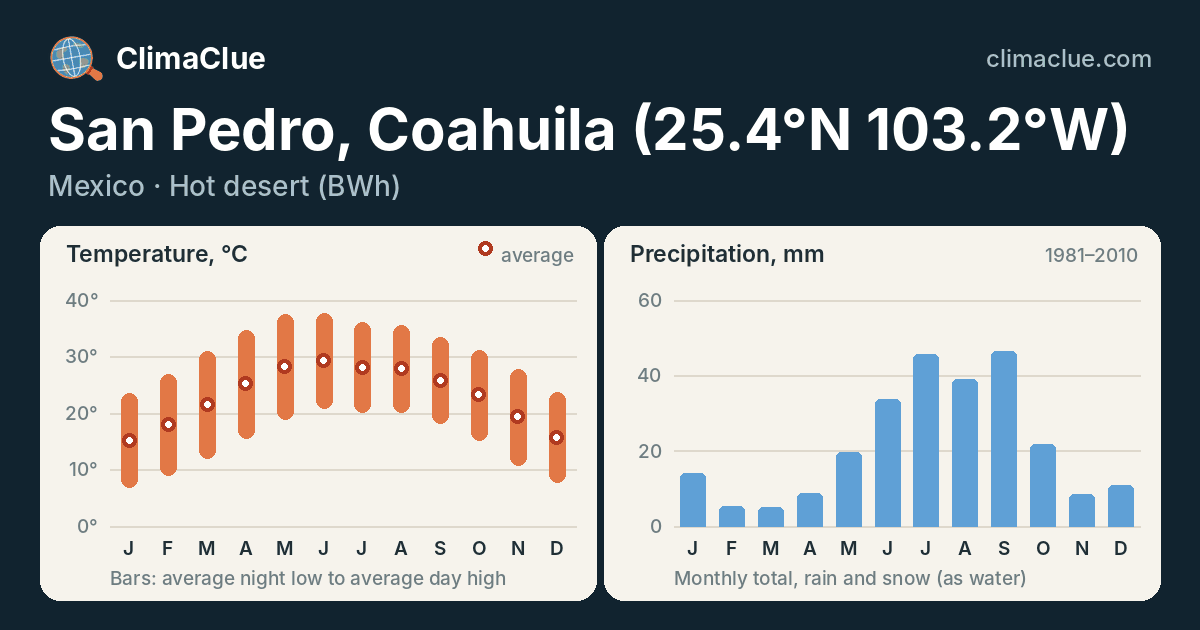 ClimaClue
climaclue.com
San Pedro, Coahuila (25.4°N 103.2°W)
Mexico · Hot desert (BWh)
Temperature, °C
average
40°
30°
20°
10°
0°
J F M A M J J A S O N D
Bars: average night low to average day high
Precipitation, mm
1981–2010
60
40
20
0
J F M A M J J A S O N D
Monthly total, rain and snow (as water)